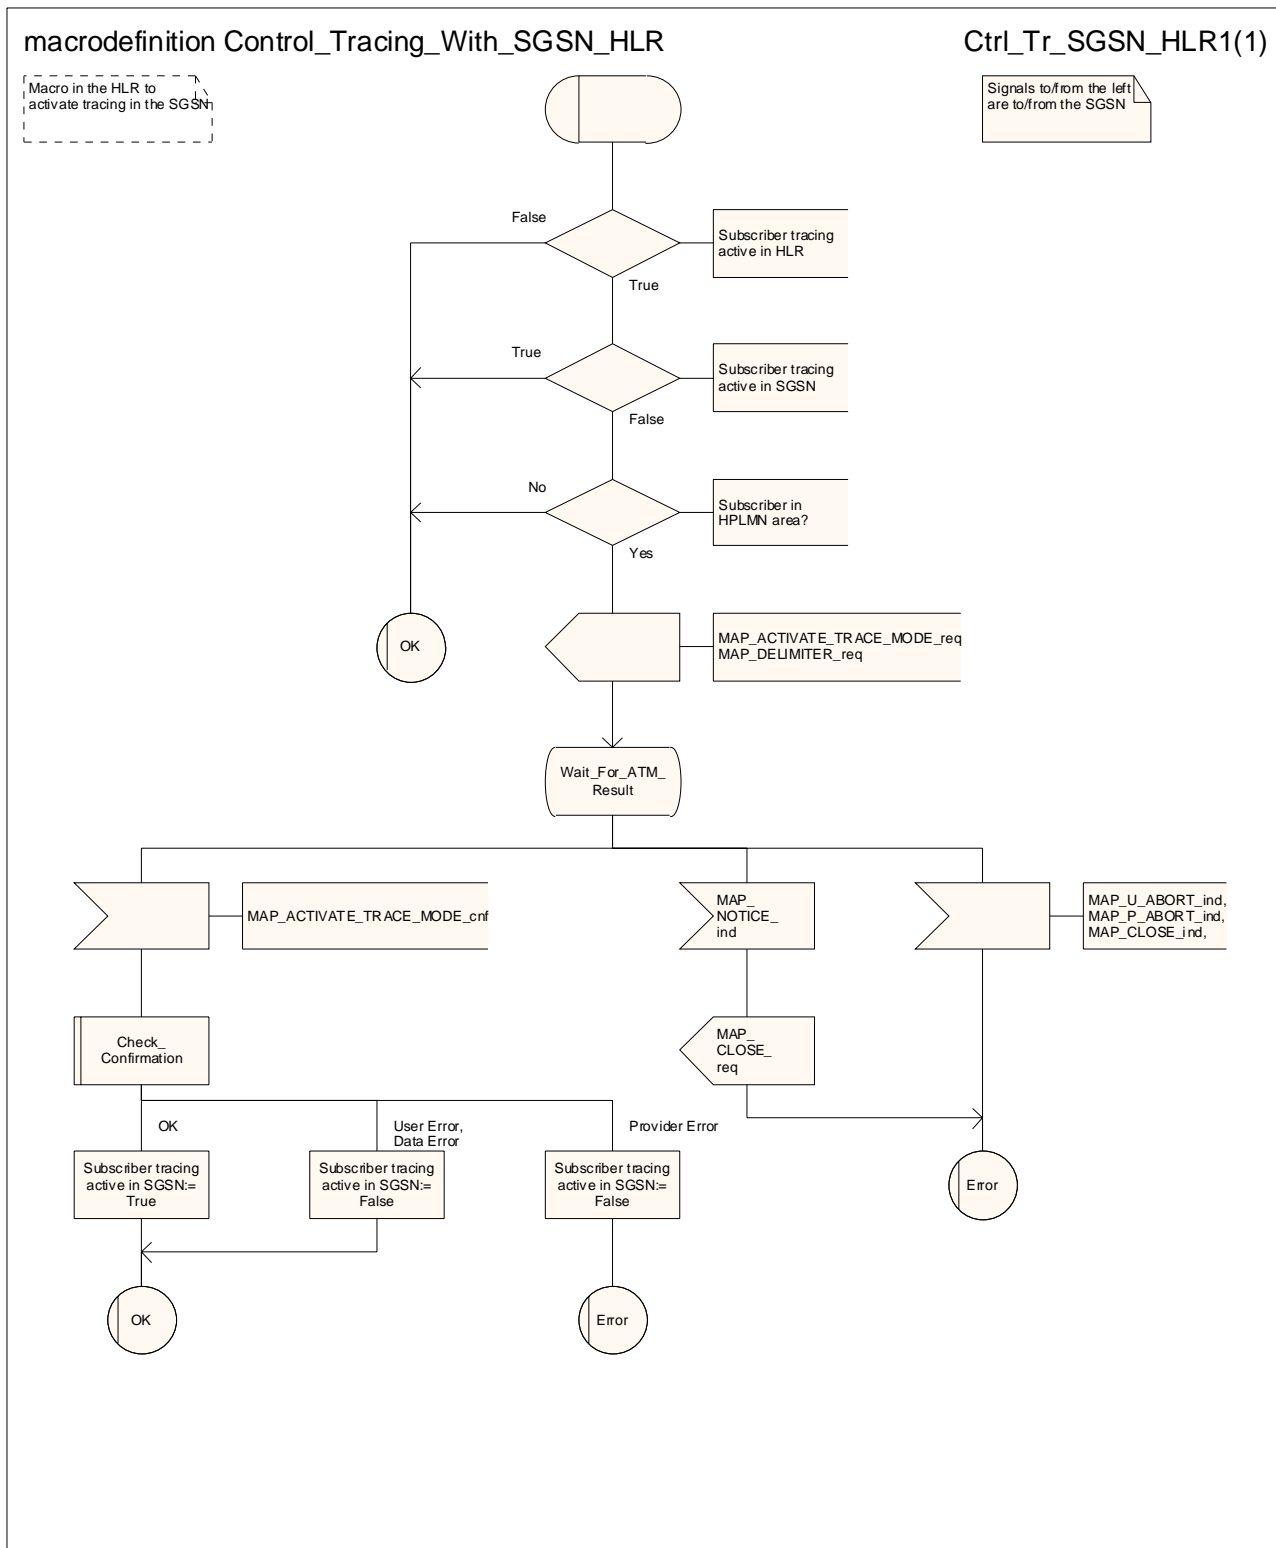 macrodefinition Control_Tracing_With_SGSN_HLR
Ctrl_Tr_SGSN_HLR1(1)
Macro in the HLR to
activate tracing in the SGSN
Signals to/from the left
are to/from the SGSN
False
Subscriber tracing
active in HLR
True
True
Subscriber tracing
active in SGSN
False
No
Subscriber in
HPLMN area?
Yes
OK
MAP_ACTIVATE_TRACE_MODE_req
MAP_DELIMITER_req
Wait_For_ATM_
Result
MAP_ACTIVATE_TRACE_MODE_cnf
MAP_
NOTICE_
ind
MAP_U_ABORT_ind,
MAP_P_ABORT_ind,
MAP_CLOSE_ind,
Check_
Confirmation
MAP_
CLOSE_
req
OK
User Error,
Data Error
Provider Error
Subscriber tracing
active in SGSN:=
True
Subscriber tracing
active in SGSN:=
False
Subscriber tracing
active in SGSN:=
False
Error
OK
Error